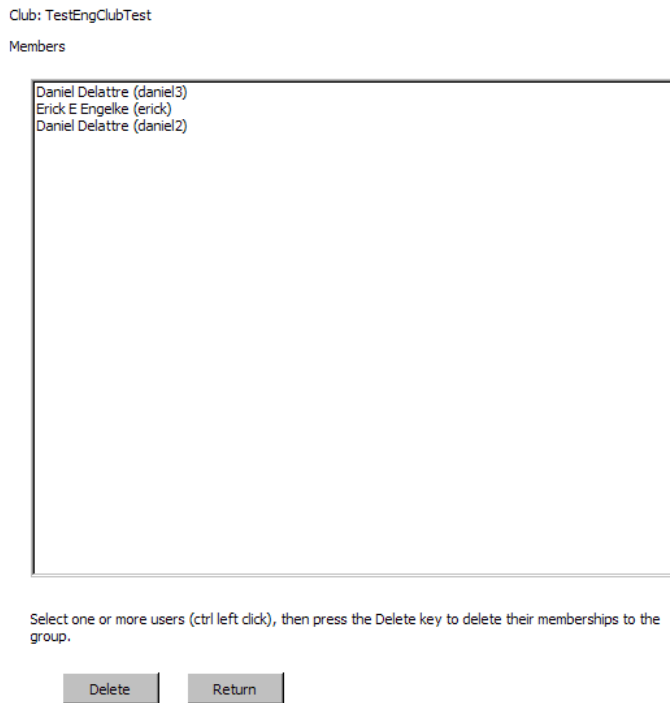 Club: TestEngClubTest
Members
Daniel Delattre (daniel3)
Erick E Engelke (erick)
Daniel Delattre (daniel2)
Select one or more users (ctrl left click), then press the Delete key to delete their memberships to the
group.
Delete
Return